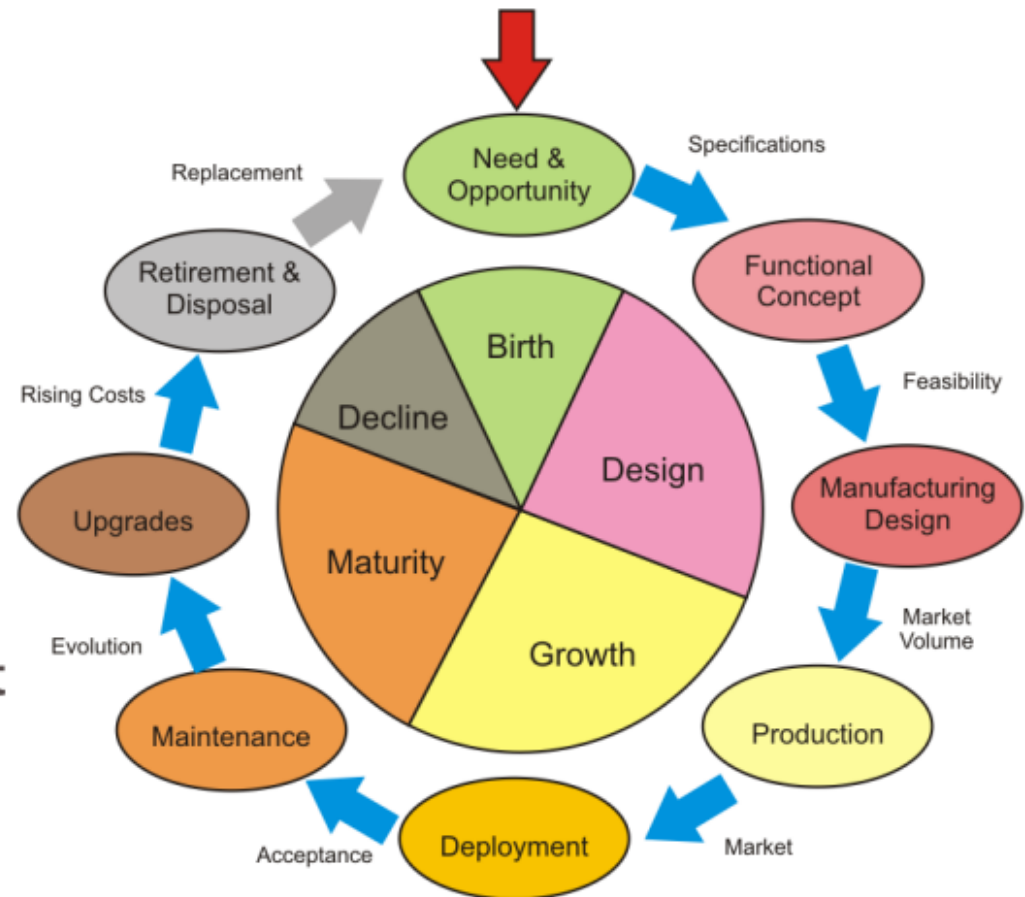 Need &
Opportunity
Specifications
Functional
Concept
Feasibility
Manufacturing
Design
Market
Volume
Production
Market
Deployment
Acceptance
Maintenance
Evolution
Upgrades
Rising Costs
Retirement &
Disposal
Replacement
Birth
Design
Growth
Maturity
Decline